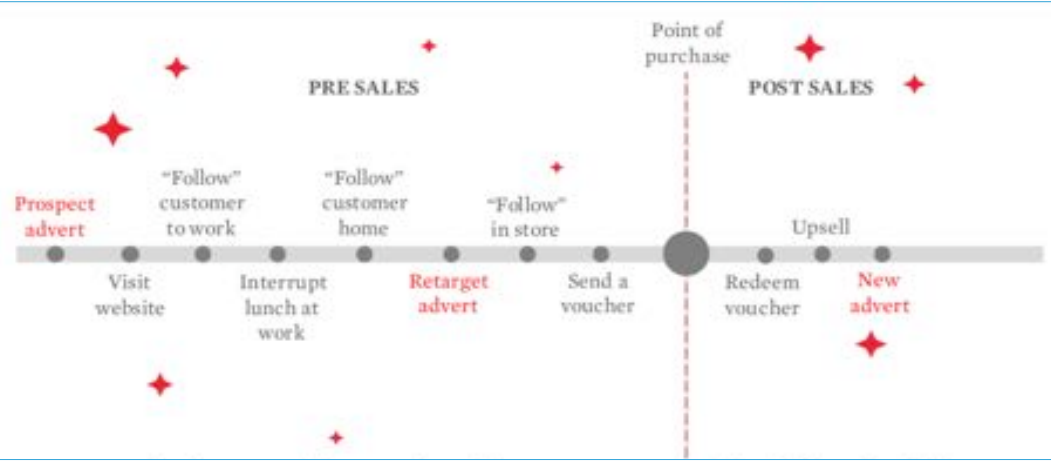 Point of
purchase
PRE SALES
POST SALES
Prospect
advert
Visit
website
“Follow”
customer
to work
Interrupt
lunch at
work
“Follow”
customer
home
Retarget
advert
“Follow”
in store
Send a
voucher
Redeem
voucher
Upsell
New
advert